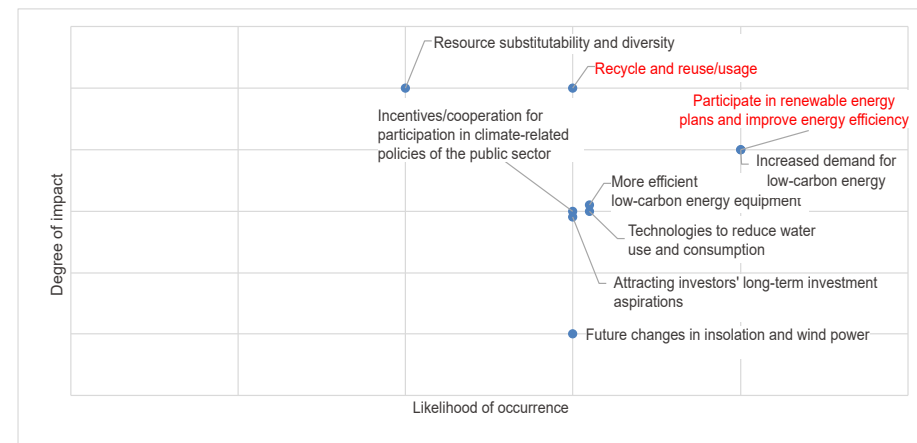 Resource substitutability and diversity
Recycle and reuse/usage
Participate in renewable energy
plans and improve energy efficiency
Incentives/cooperation for
participation in climate-related
policies of the public sector
Increased demand for
low-carbon energy
More efficient
low-carbon energy equipment
Technologies to reduce water
use and consumption
Attracting investors' long-term investment
aspirations
Future changes in insolation and wind power
Degree of impact
Likelihood of occurrence